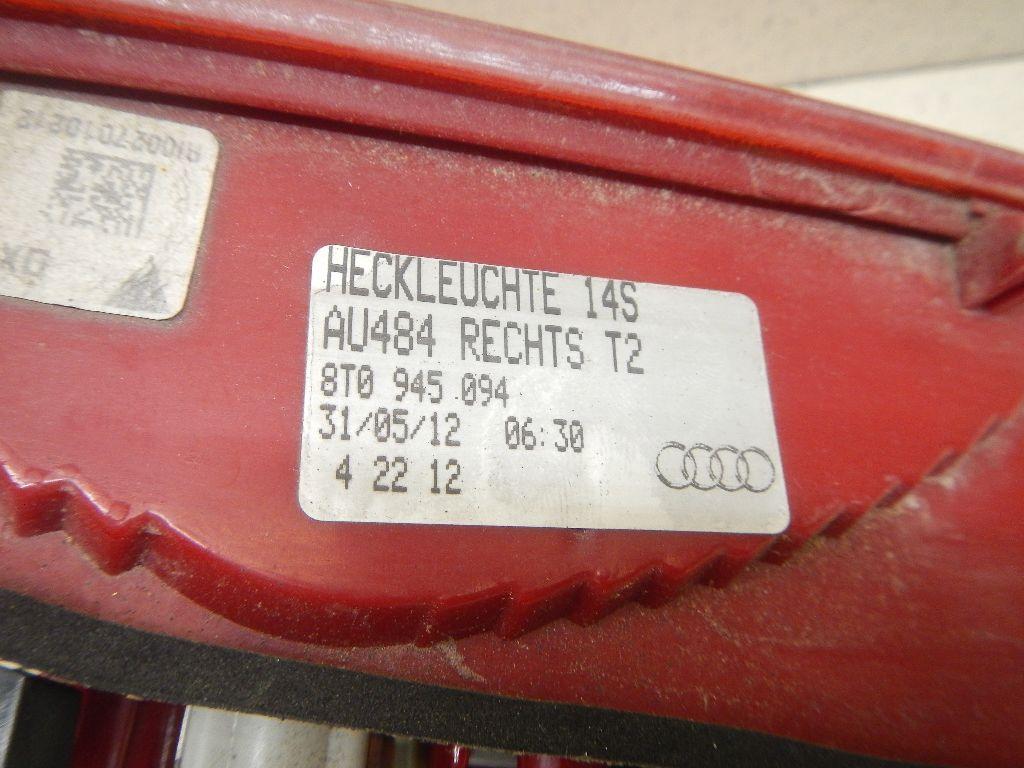 HECKLEUCHTE 14S
AU484 RECHTS T2
8T0 945 094
31/05/12 06:30
4 22 12